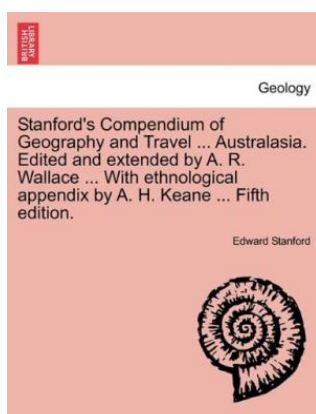 BRITISH
LIBRARY
Geology
Stanford's Compendium of
Geography and Travel ... Australasia.
Edited and extended by A. R.
Wallace ... With ethnological
appendix by A. H. Keane ... Fifth
edition.
Edward Stanford